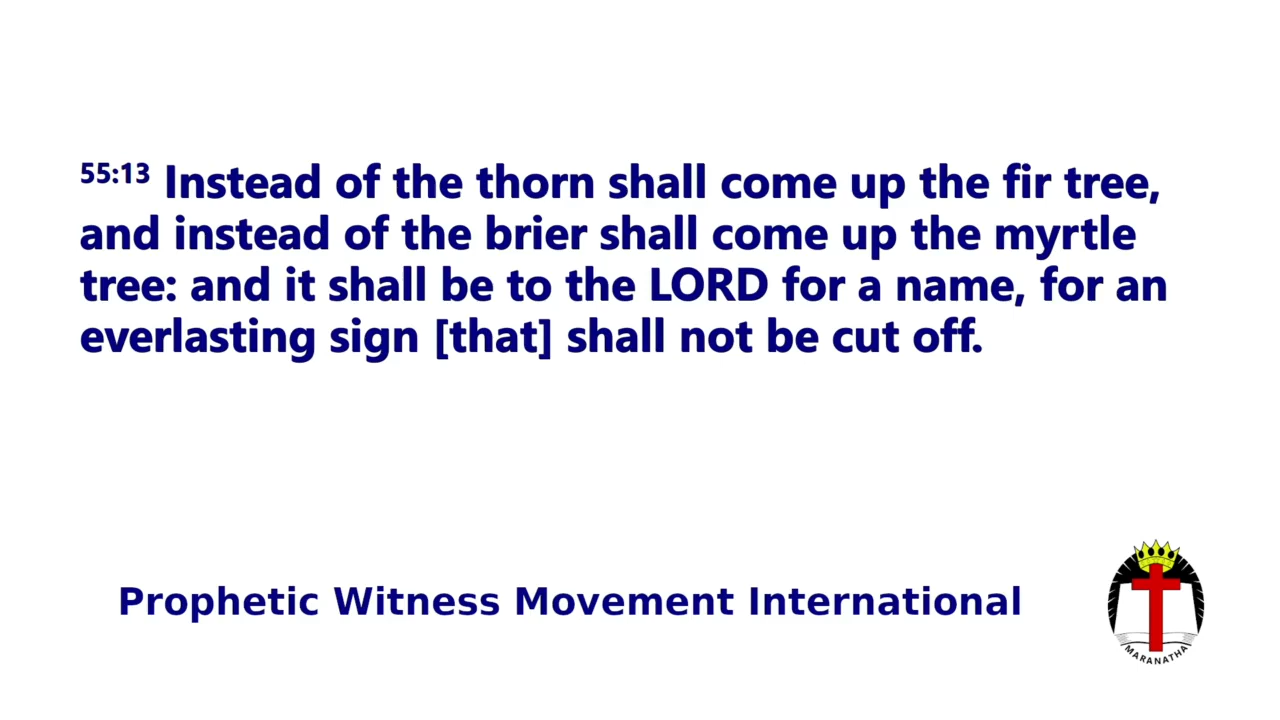 55:13 Instead of the thorn shall come up the fir tree,
and instead of the brier shall come up the myrtle
tree: and it shall be to the LORD for a name, for an
everlasting sign [that] shall not be cut off.
Prophetic Witness Movement International
MARANATHA